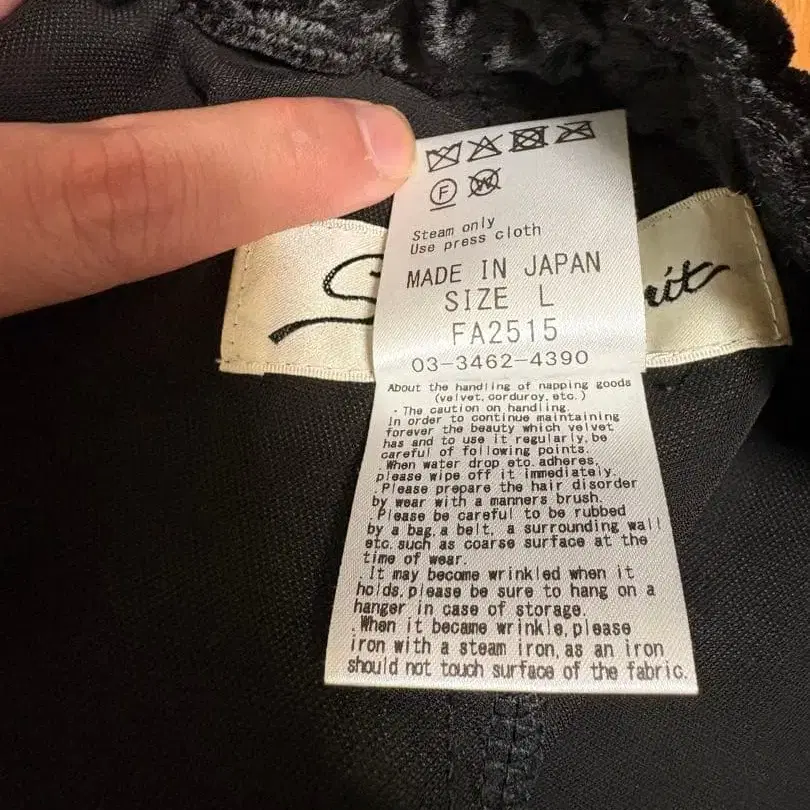 F
W
Steam only
Use press cloth
MADE IN JAPAN
SIZE L
FA2515
03-3462-4390
About the handling of napping goods
(velvet, corduroy, etc.)
. The caution on handling.
In order to continue maintaining
forever the beauty which velvet
has and to use it regularly, be
careful of following points.
.When water drop etc. adheres,
please wipe off it immediately.
.Please prepare the hair disorder
by wear with a manners brush.
.Please be careful to be rubbed
by a bag, a belt, a surrounding wall
etc. such as coarse surface at the
time of wear.
.It may become wrinkled when it
holds, please be sure to hang on a
hanger in case of storage.
.When it became wrinkle, please
iron with a steam iron, as an iron
should not touch surface of the fabric.